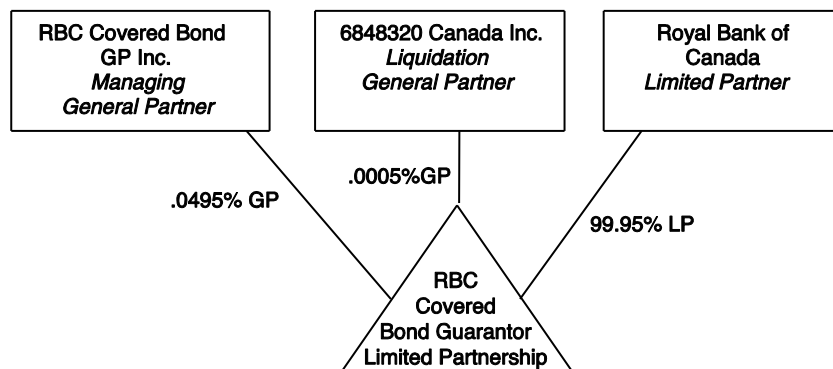 RBC Covered Bond
GP Inc.
Managing
General Partner
6848320 Canada Inc.
Liquidation
General Partner
Royal Bank of
Canada
Limited Partner
.0495% GP
.0005%GP
99.95% LP
RBC
Covered
Bond Guarantor
Limited Partnership